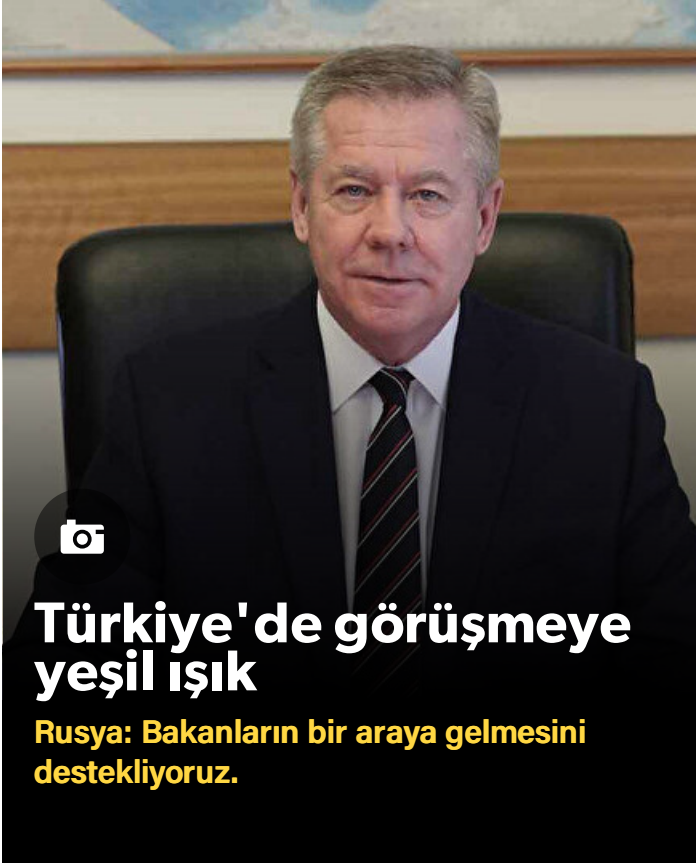 Türkiye'de görüşmeye
yeşil ışık
Rusya: Bakanların bir araya gelmesini
destekliyoruz.